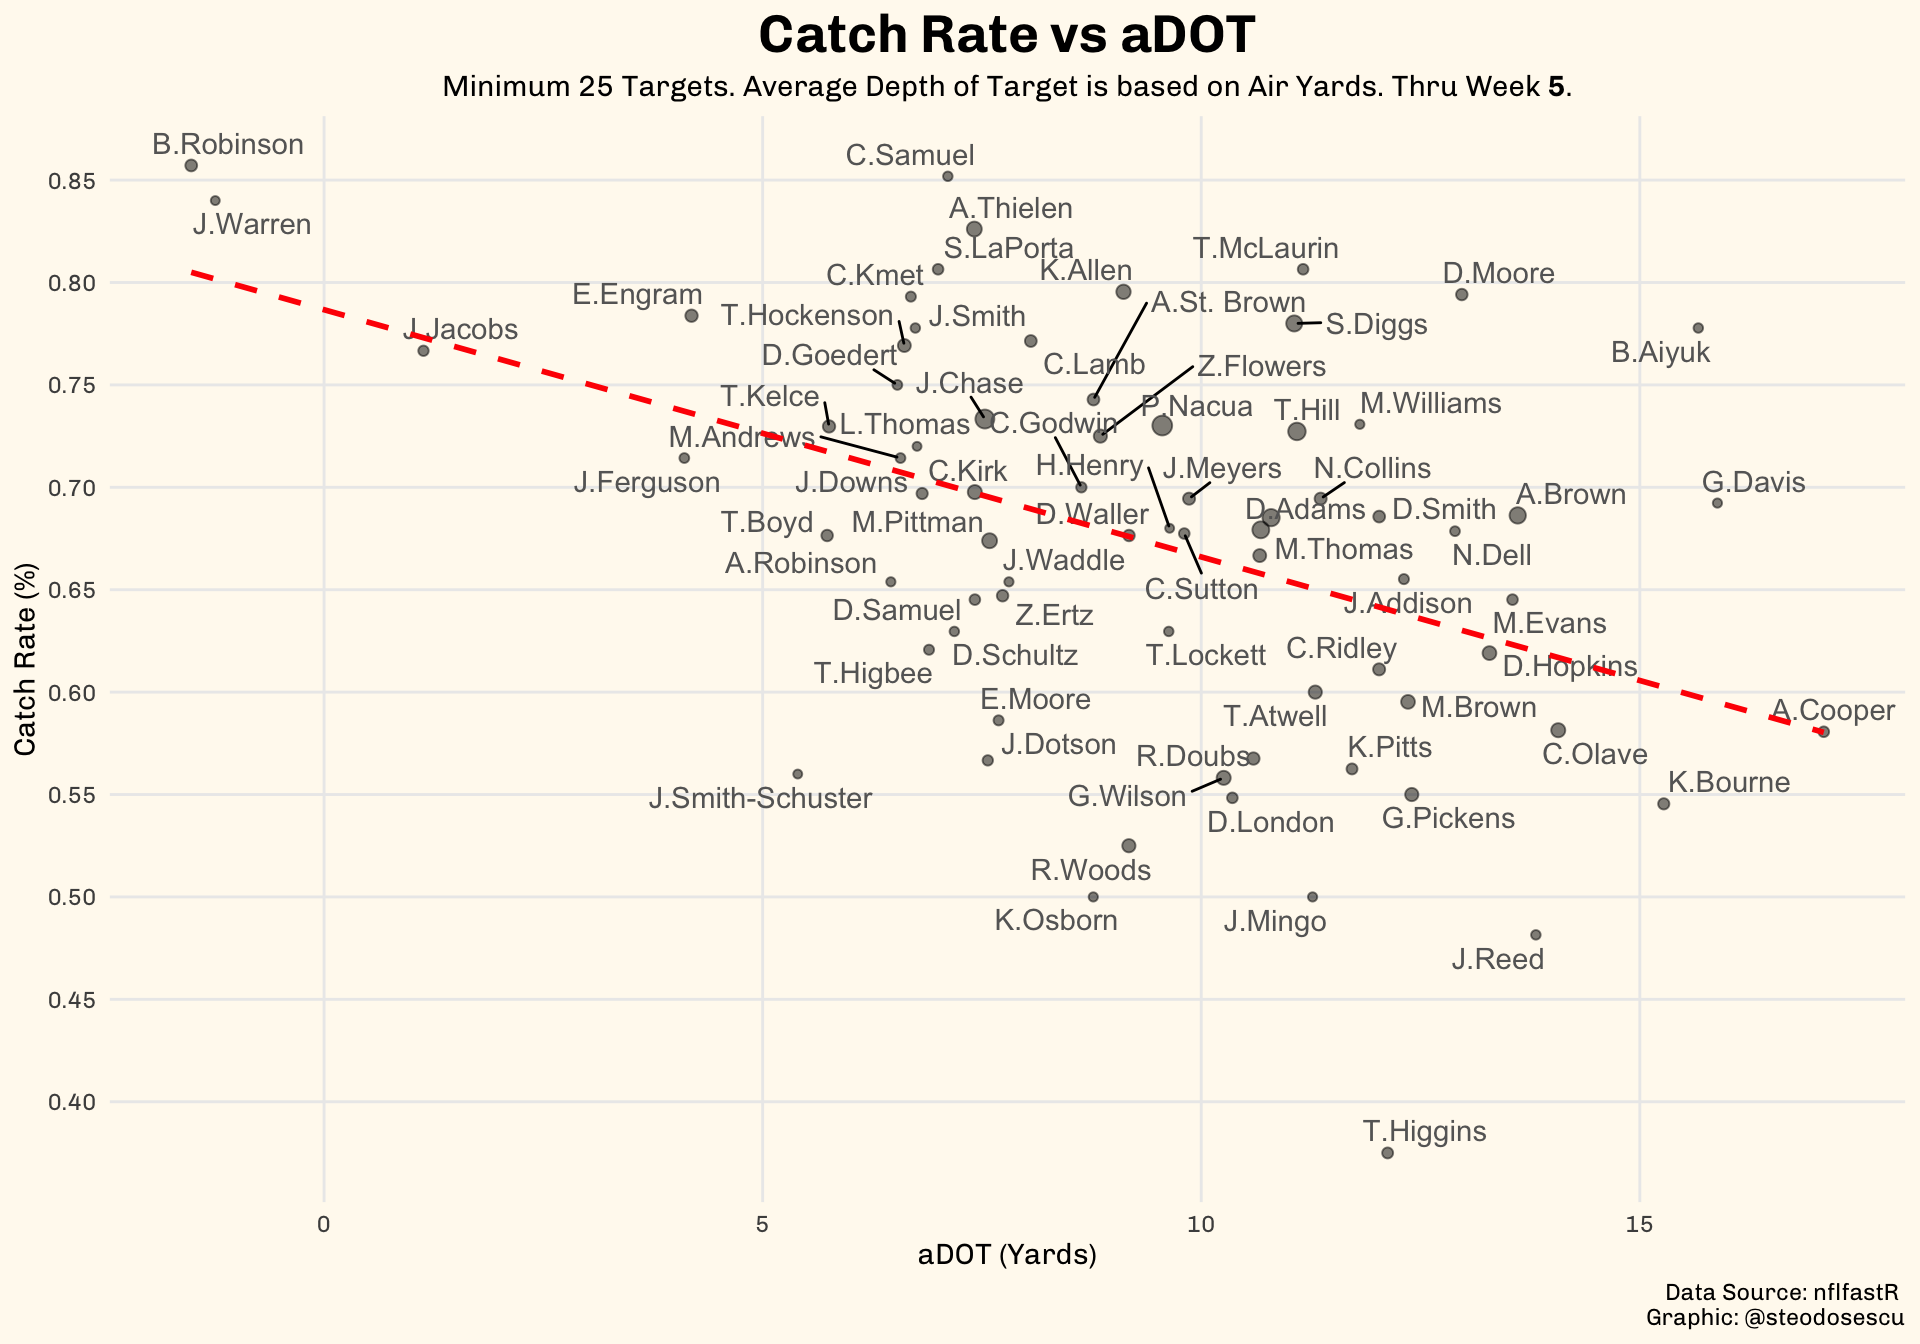 Catch Rate vs aDOT
Minimum 25 Targets. Average Depth of Target is based on Air Yards. Thru Week 5.
B.Robinson
C.Samuel
0.85
J.Warren
A.Thielen
S.LaPorta
T.McLaurin
K.Allen
C.Kmet
D.Moore
0.80
E.Engram
A.St. Brown
T.Hockenson
J.Smith
S.Diggs
J.Jacobs
B.Aiyuk
D.Goedert
C.Lamb
Z.Flowers
0.75
J.Chase
T.Kelce
P.Nacua
T.Hill
M.Williams
L.Thomas
C.Godwin
M.Andrews
H.Henry
J.Meyers
N.Collins
C.Kirk
J.Ferguson
J.Downs
G.Davis
0.70
A.Brown
D.Waller
D.Adams
D.Smith
T.Boyd
M.Pittman
M.Thomas
N.Dell
A.Robinson
J.Waddle
0.65
C.Sutton
J.Addison
D.Samuel
Z.Ertz
M.Evans
D.Schultz
T.Lockett
C.Ridley
D.Hopkins
T.Higbee
0.60
E.Moore
T.Atwell
M.Brown
A.Cooper
J.Dotson
R.Doubs
K.Pitts
C.Olave
J.Smith-Schuster
G.Wilson
K.Bourne
0.55
D.London
G.Pickens
R.Woods
0.50
K.Osborn
J.Mingo
J.Reed
0.45
0.40
T.Higgins
Catch Rate (%)
0
5
10
15
aDOT (Yards)
Data Source: nflfastR
Graphic: @steodosescu